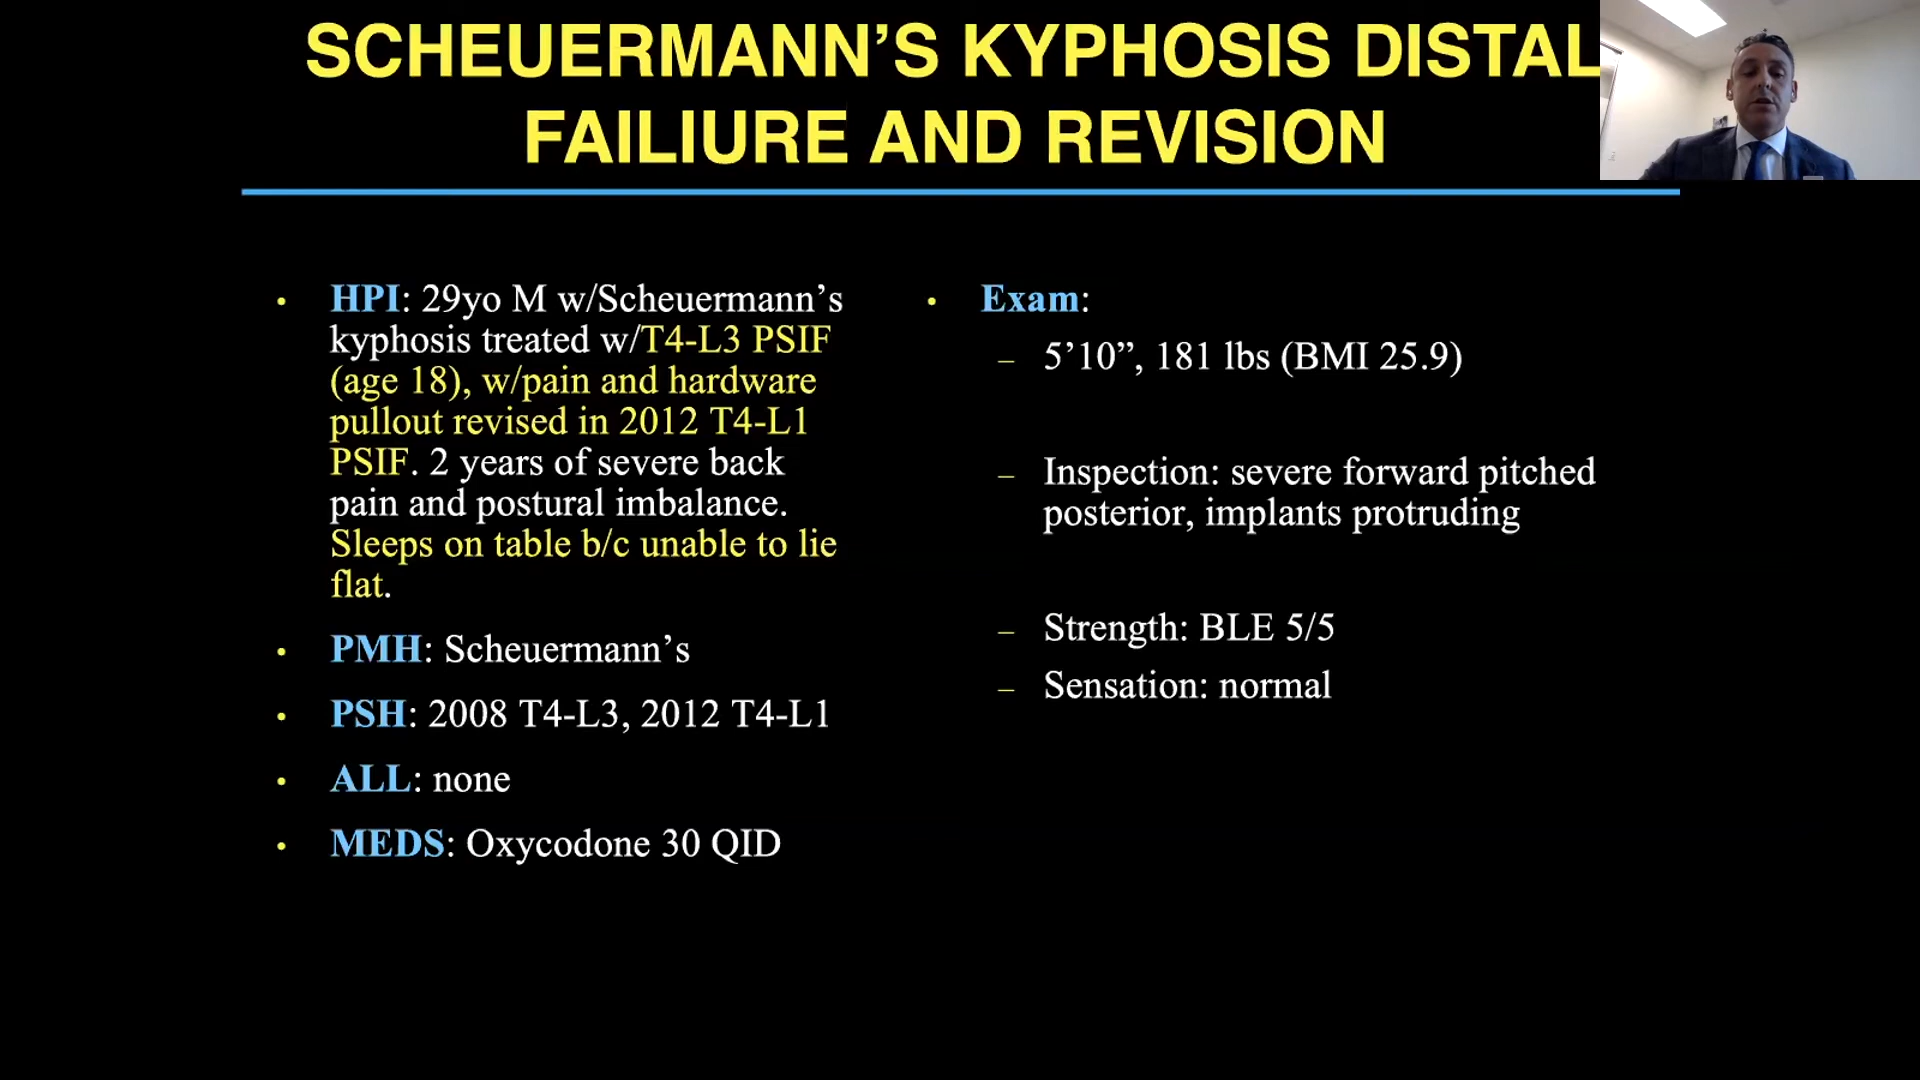 SCHEUERMANN’S KYPHOSIS DISTAL
FAILIURE AND REVISION
• HPI: 29yo M w/Scheuermann’s
kyphosis treated w/T4-L3 PSIF
(age 18), w/pain and hardware
pullout revised in 2012 T4-L1
PSIF. 2 years of severe back
pain and postural imbalance.
Sleeps on table b/c unable to lie
flat.
• PMH: Scheuermann’s
• PSH: 2008 T4-L3, 2012 T4-L1
• ALL: none
• MEDS: Oxycodone 30 QID
• Exam:
– 5’10”, 181 lbs (BMI 25.9)
– Inspection: severe forward pitched
posterior, implants protruding
– Strength: BLE 5/5
– Sensation: normal